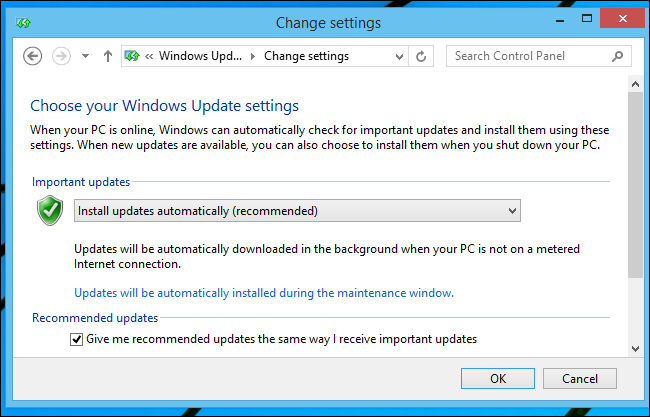 Change settings
« Windows Upd... Change settings Search Control Panel
Choose your Windows Update settings
When your PC is online, Windows can automatically check for important updates and install them using these
settings. When new updates are available, you can also choose to install them when you shut down your PC.
Important updates
Install updates automatically (recommended)
Updates will be automatically downloaded in the background when your PC is not on a metered
Internet connection.
Updates will be automatically installed during the maintenance window.
Recommended updates
Give me recommended updates the same way I receive important updates
OK Cancel